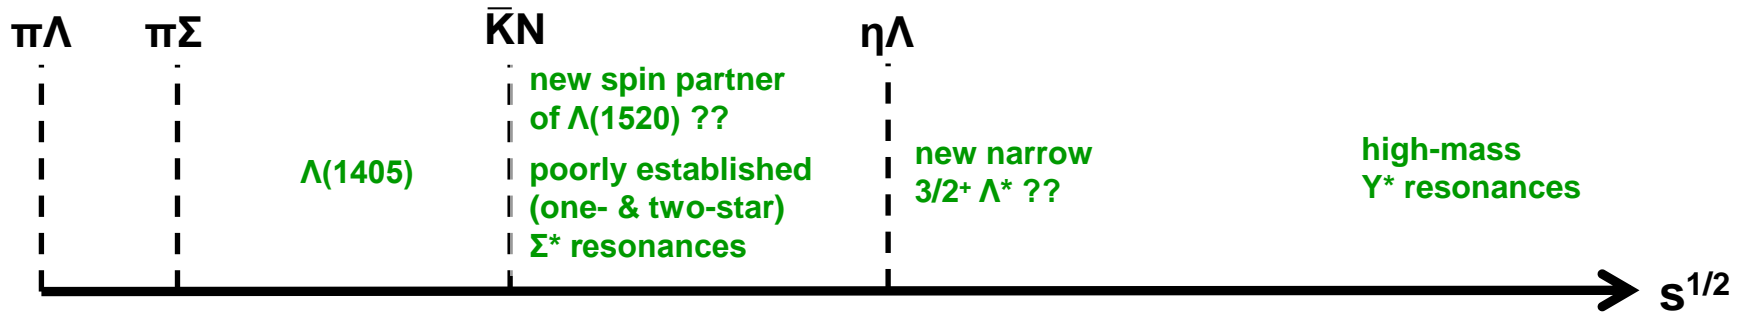 πΛ πΣ K̅N ηΛ
new spin partner
of Λ(1520) ??
Λ(1405)
poorly established
(one- & two-star)
Σ* resonances
new narrow
3/2⁺ Λ* ??
high-mass
Y* resonances
s^{1/2}